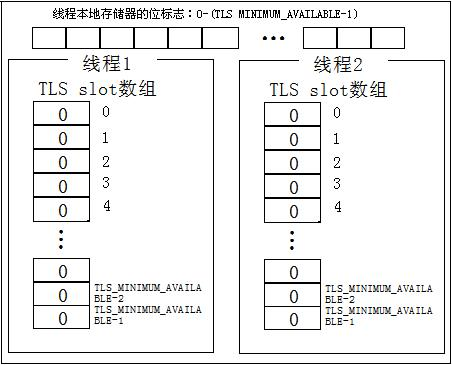 线程本地存储器的位标志：0-(TLS MINIMUM_AVAILABLE-1)
...
线程1
TLS slot数组
0 0
0 1
0 2
0 3
0 4
0
0 TLS_MINIMUM_AVAILA
BLE-2
0 TLS_MINIMUM_AVAILA
BLE-1
线程2
TLS slot数组
0 0
0 1
0 2
0 3
0 4
0
0 TLS_MINIMUM_AVAILA
BLE-2
0 TLS_MINIMUM_AVAILA
BLE-1